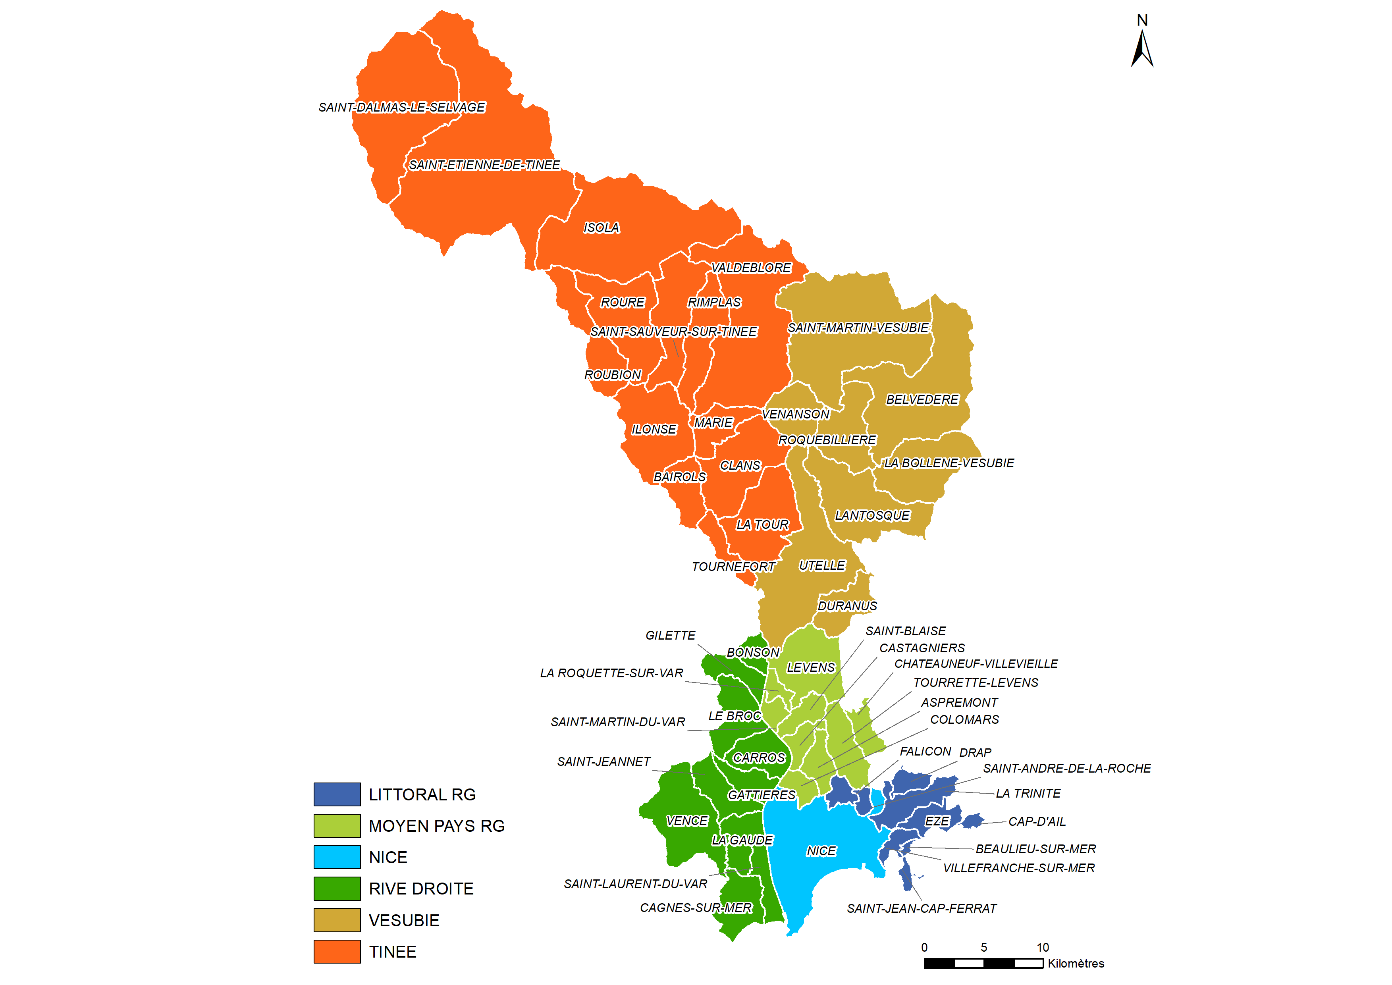 N
SAINT-DALMAS-LE-SELVAGE
SAINT-ETIENNE-DE-TINEE
ISOLA
VALDEBLORE
ROURE
RIMPLAS
SAINT-SAUVEUR-SUR-TINEE
SAINT-MARTIN-VESUBIE
ROUBION
BELVEDERE
VENANSON
MARIE
ILONSE
ROQUEBILLIERE
CLANS
LA BOLLENE-VESUBIE
BAIROLS
LANTOSQUE
LA TOUR
TOURNEFORT
UTELLE
DURANUS
SAINT-BLAISE
GILETTE
CASTAGNIERS
BONSON
LEVENS
CHATEAUNEUF-VILLEVIEILLE
LA ROQUETTE-SUR-VAR
TOURRETTE-LEVENS
ASPREMONT
LE BROC
COLOMARS
SAINT-MARTIN-DU-VAR
FALICON
DRAP
CARROS
SAINT-JEANNET
SAINT-ANDRE-DE-LA-ROCHE
GATTIERES
LA TRINITE
VENCE
EZE
CAP-D'AIL
LA GAUDE
NICE
BEAULIEU-SUR-MER
VILLEFRANCHE-SUR-MER
SAINT-LAURENT-DU-VAR
CAGNES-SUR-MER
SAINT-JEAN-CAP-FERRAT
LITTORAL RG
MOYEN PAYS RG
NICE
RIVE DROITE
VESUBIE
TINEE
0 5 10
Kilomètres